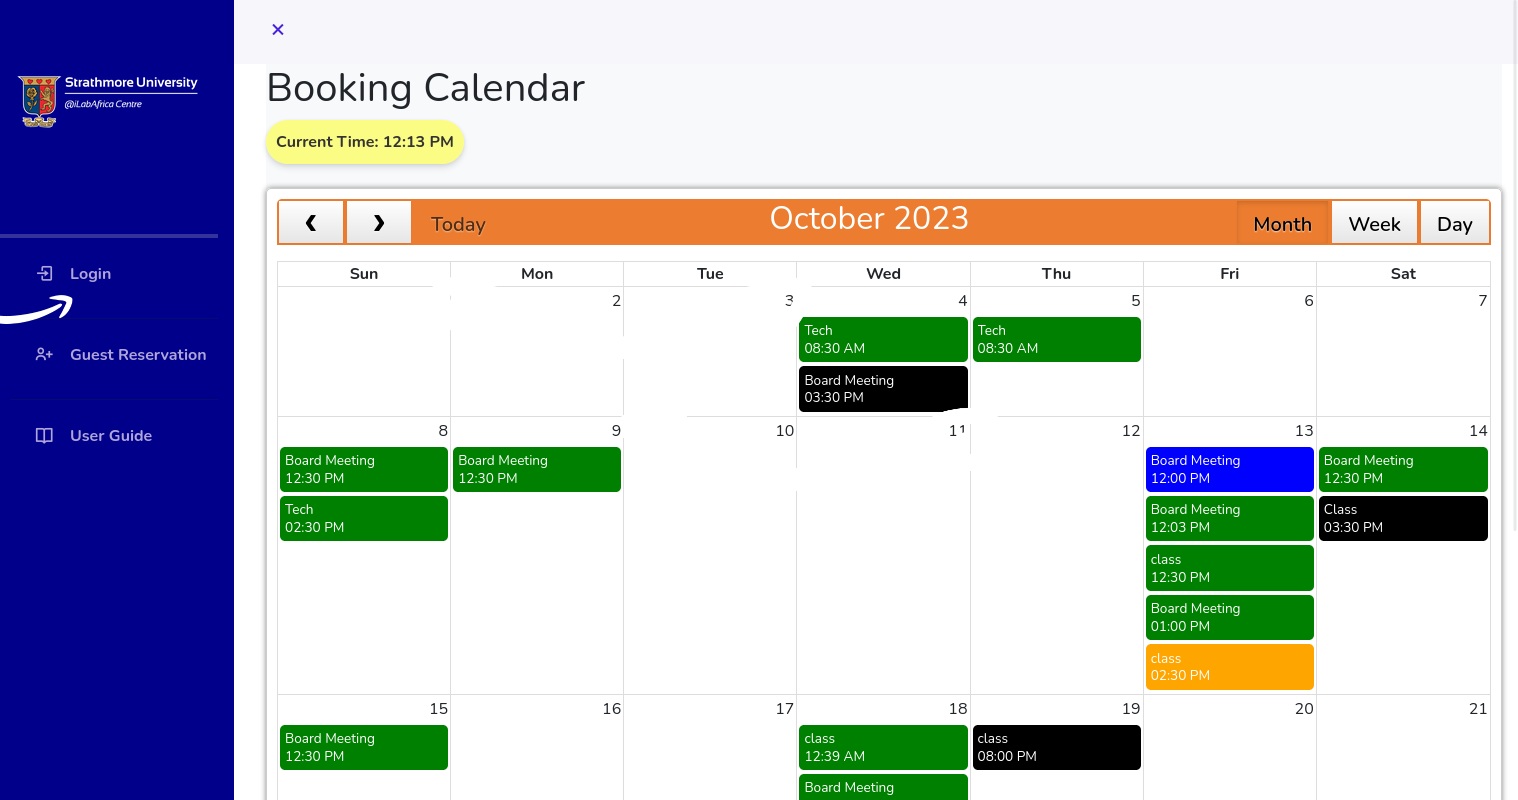 ✕
Strathmore University
@iLabAfrica Centre
Booking Calendar
Current Time: 12:13 PM
Login
Guest Reservation
User Guide
❮ ❯ Today October 2023 Month Week Day
Sun Mon Tue Wed Thu Fri Sat
2 3 4 5 6 7
Tech
08:30 AM
Board Meeting
03:30 PM
Tech
08:30 AM
8 9 10 11 12 13 14
Board Meeting
12:30 PM
Tech
02:30 PM
Board Meeting
12:30 PM
Board Meeting
12:00 PM
Board Meeting
12:03 PM
class
12:30 PM
Board Meeting
01:00 PM
class
02:30 PM
Board Meeting
12:30 PM
Class
03:30 PM
15 16 17 18 19 20 21
Board Meeting
12:30 PM
class
12:39 AM
Board Meeting
class
08:00 PM